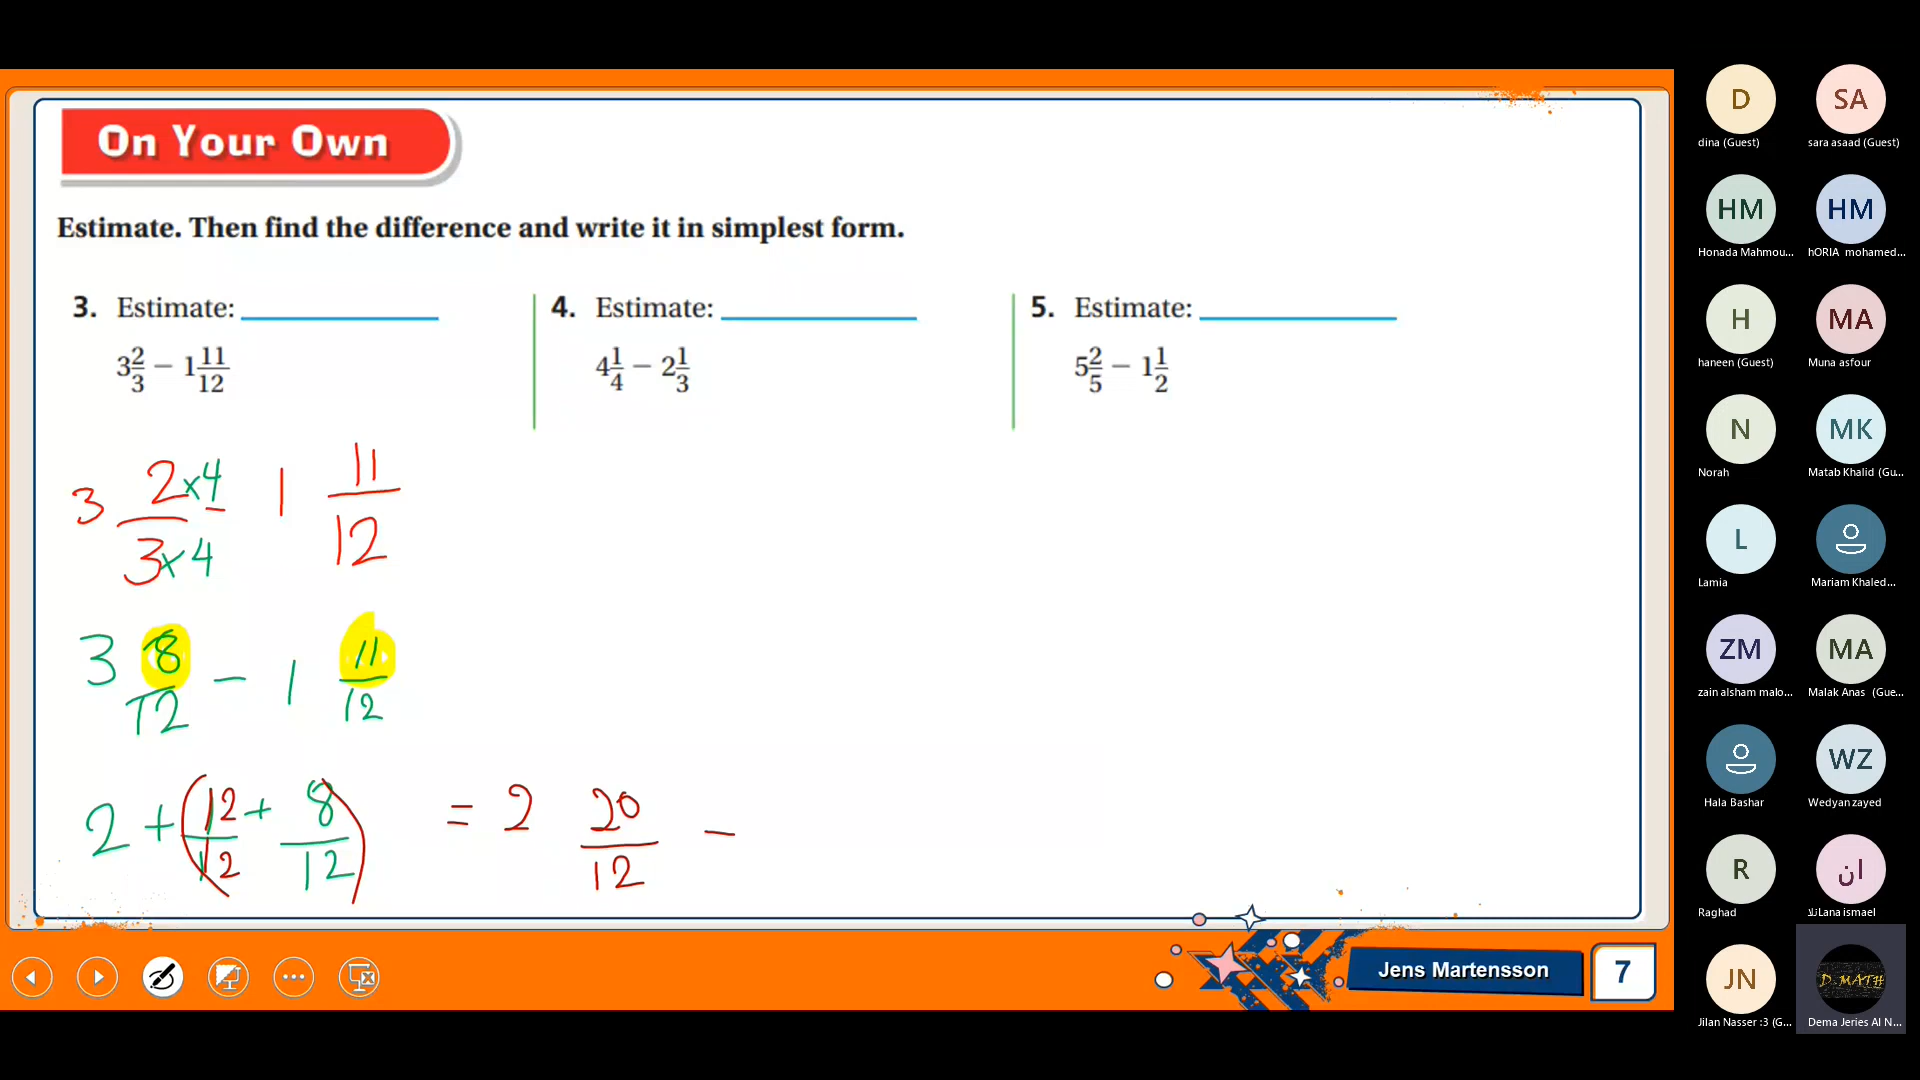 On Your Own
Estimate. Then find the difference and write it in simplest form.
3. Estimate:
3 2/3 − 1 11/12
4. Estimate:
4 1/4 − 2 1/3
5. Estimate:
5 2/5 − 1 1/2
3 2×4/3×4 1 11/12
3 8/12 − 1 11/12
2 + (12/12 + 8/12) = 2 20/12 −
Jens Martensson
7
D
dina (Guest)
SA
sara asaad (Guest)
HM
Honada Mahmou...
HM
hORIA mohamed...
H
haneen (Guest)
MA
Muna asfour
N
Norah
MK
Matab Khalid (Gu...
L
Lamia
Mariam Khaled...
ZM
zain alsham malo...
MA
Malak Anas (Gue...
Hala Bashar
WZ
Wedyan zayed
R
Raghad
ان
لانا Lana ismael
JN
Jilan Nasser :3 (G...
D. MATH
Dema Jeries Al N...